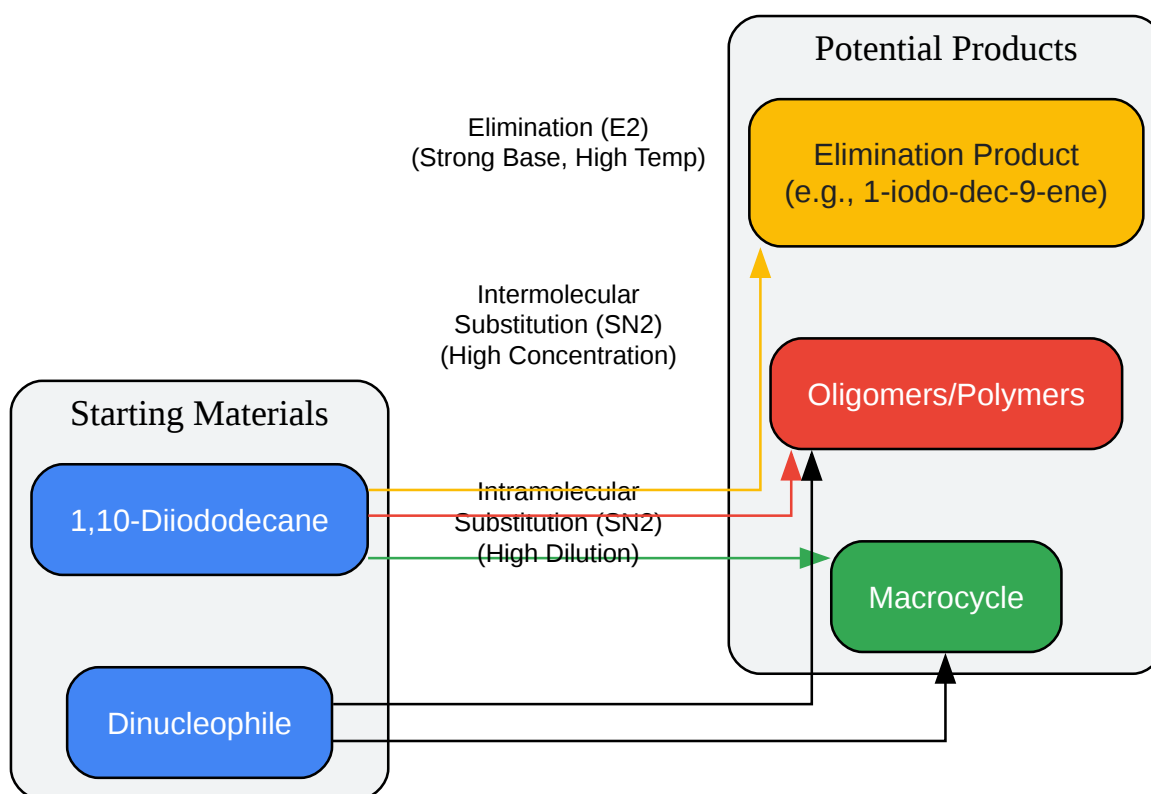 Potential Products
Elimination (E2)
(Strong Base, High Temp)
Elimination Product
(e.g., 1-iodo-dec-9-ene)
Intermolecular
Substitution (SN2)
(High Concentration)
Oligomers/Polymers
Starting Materials
1,10-Diiododecane
Intramolecular
Substitution (SN2)
(High Dilution)
Macrocycle
Dinucleophile